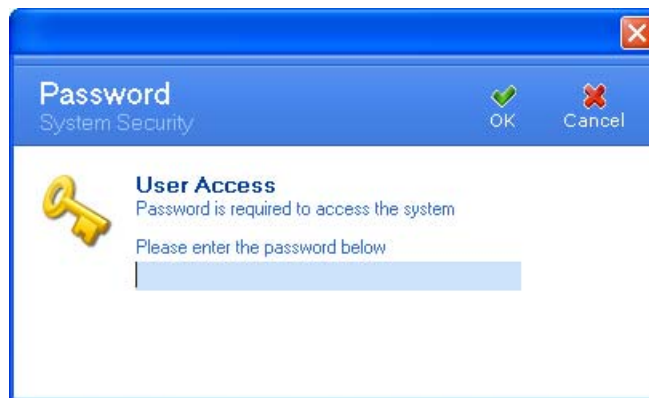 Password
System Security
OK
Cancel
User Access
Password is required to access the system
Please enter the password below